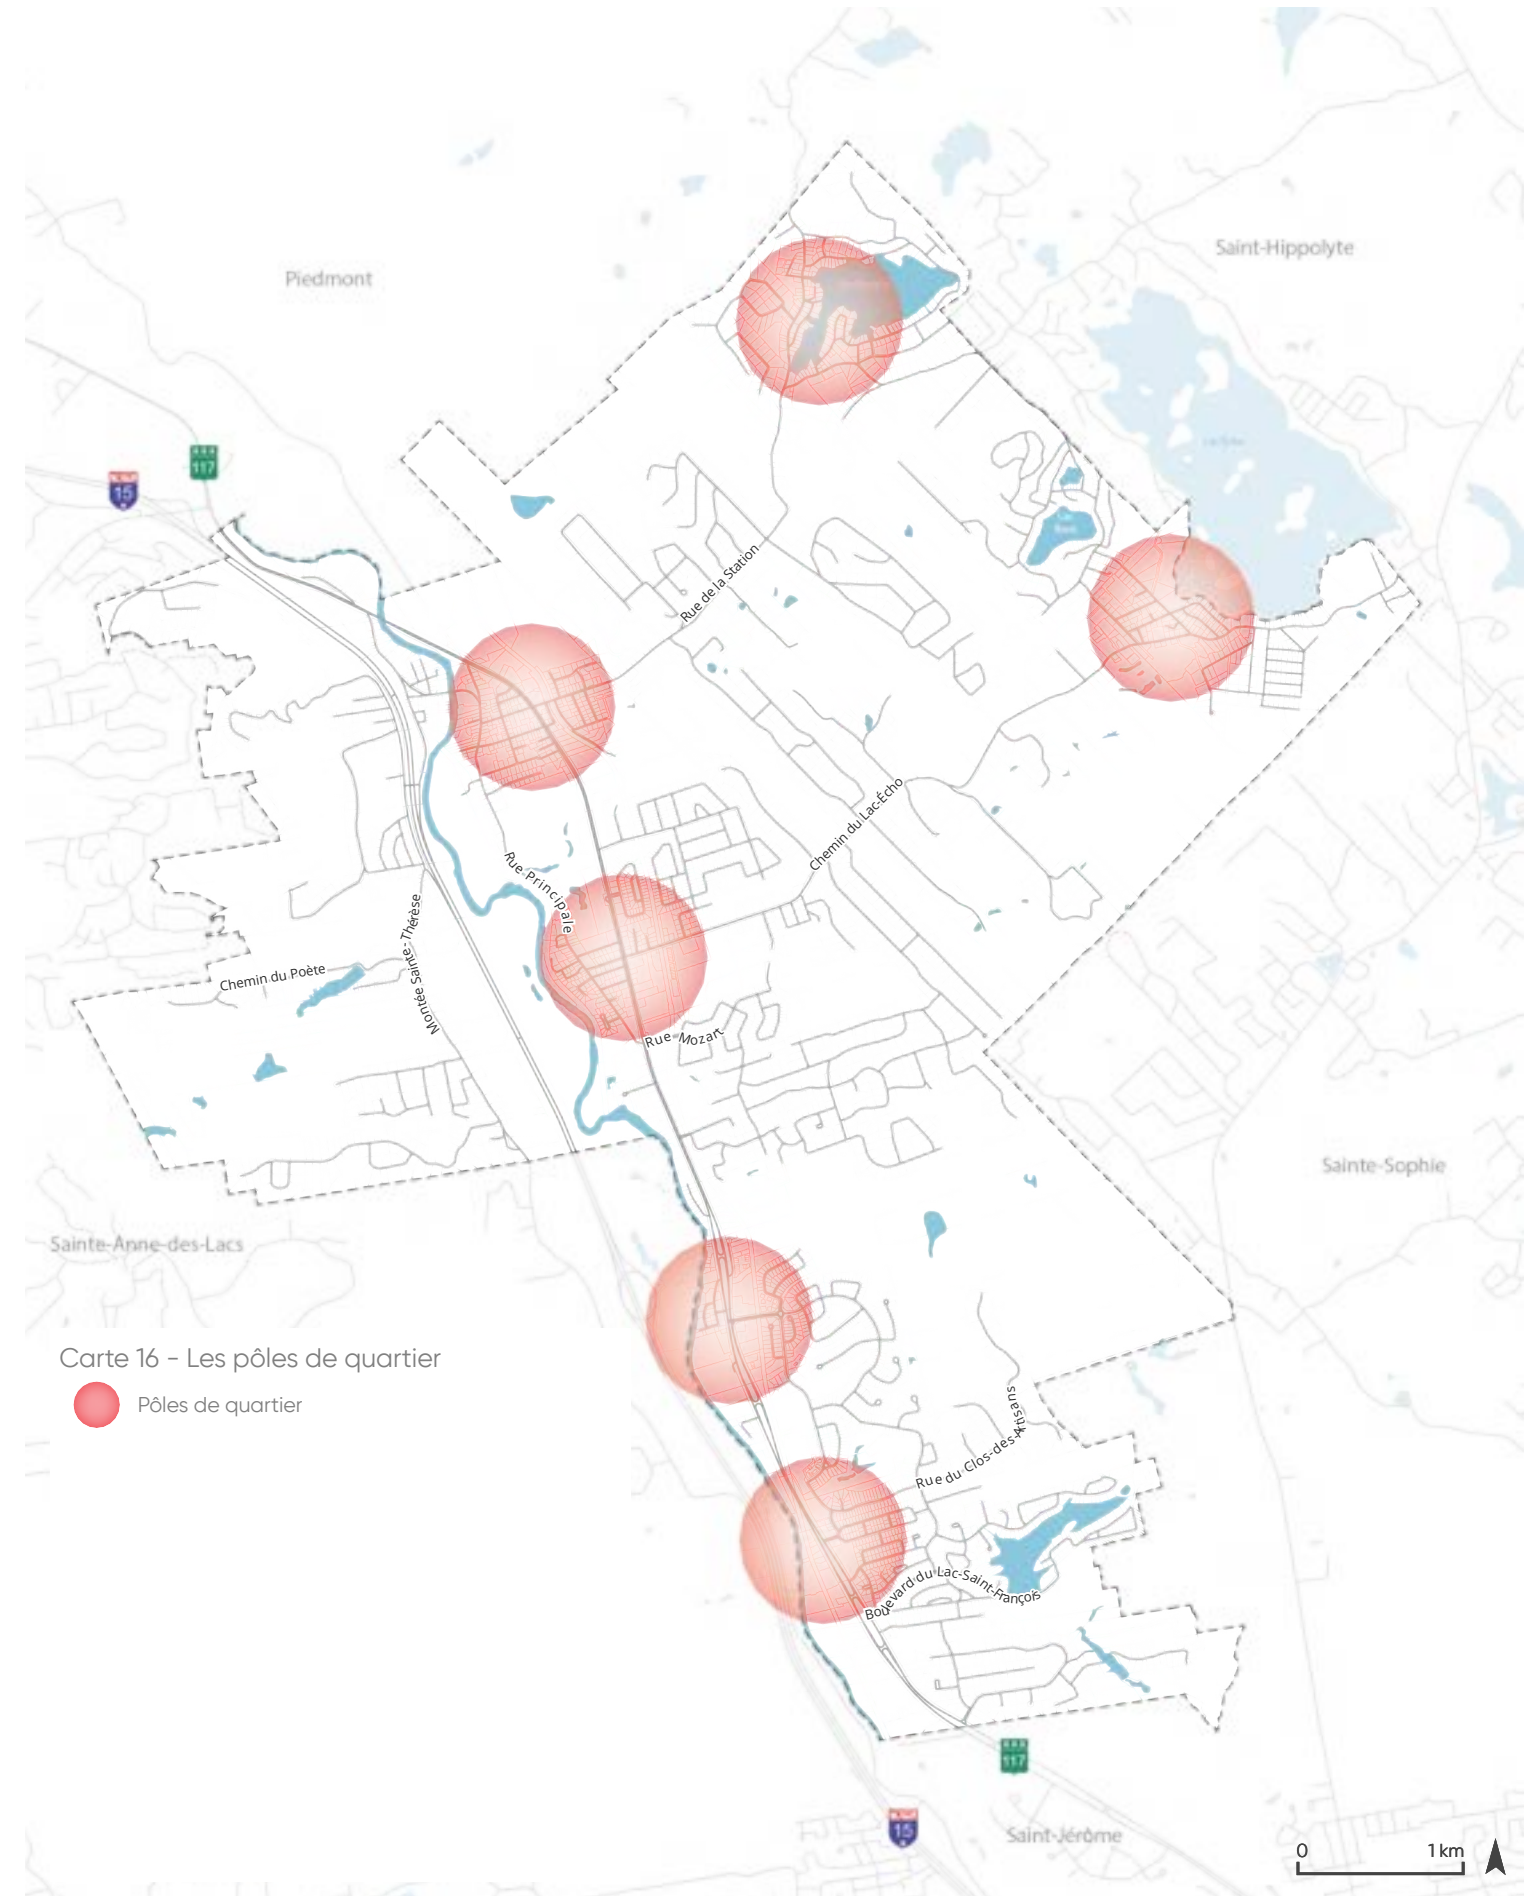 Saint-Hippolyte
Piedmont
117
15
Lac
Rue de la Station
Chemin du Lac-Écho
Rue Principale
Montée Sainte-Thérèse
Chemin du Poète
Rue Mozart
Sainte-Sophie
Sainte-Anne-des-Lacs
Carte 16 - Les pôles de quartier
Pôles de quartier
Rue du Clos-des-Artisans
Boulevard du Lac-Saint-François
117
15
Saint-Jérôme
0 1 km